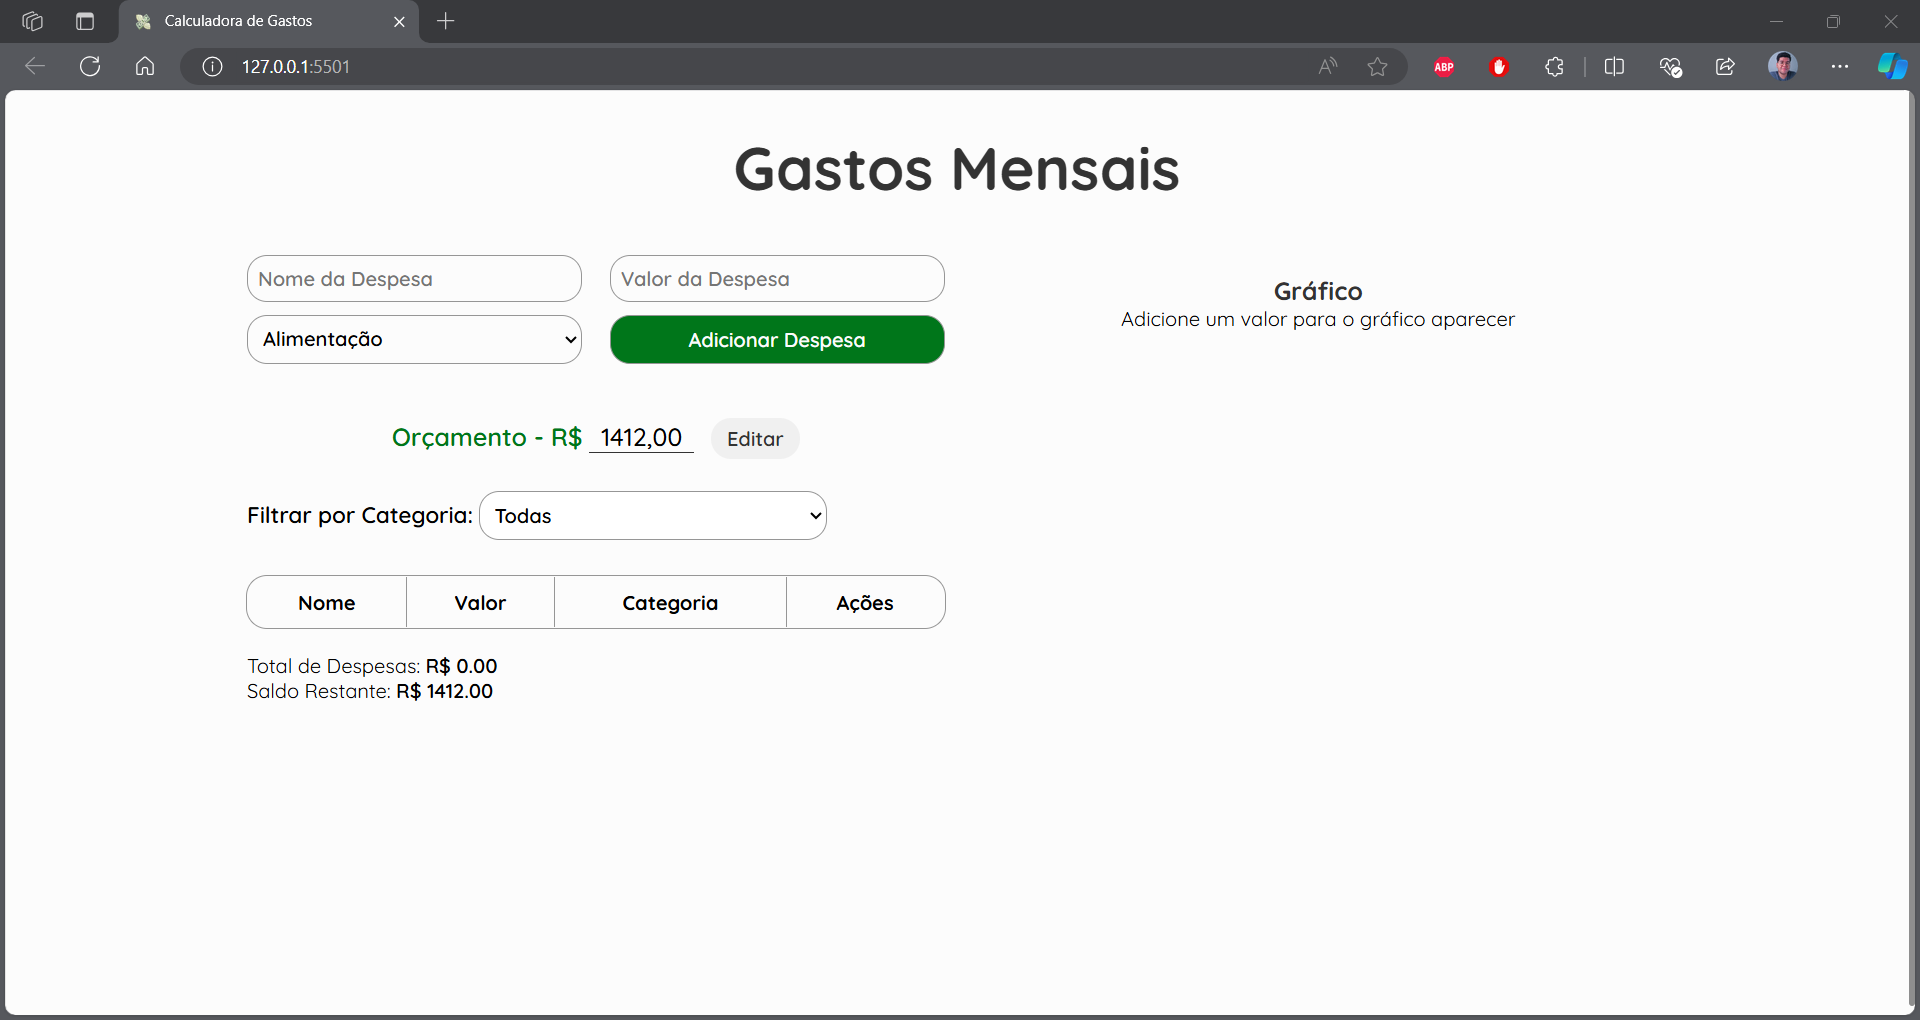 Calculadora de Gastos
127.0.0.1:5501
ABP
Gastos Mensais
Nome da Despesa
Valor da Despesa
Alimentação
Adicionar Despesa
Gráfico
Adicione um valor para o gráfico aparecer
Orçamento - R$ 1412,00 Editar
Filtrar por Categoria: Todas
Nome Valor Categoria Ações
Total de Despesas: R$ 0.00
Saldo Restante: R$ 1412.00